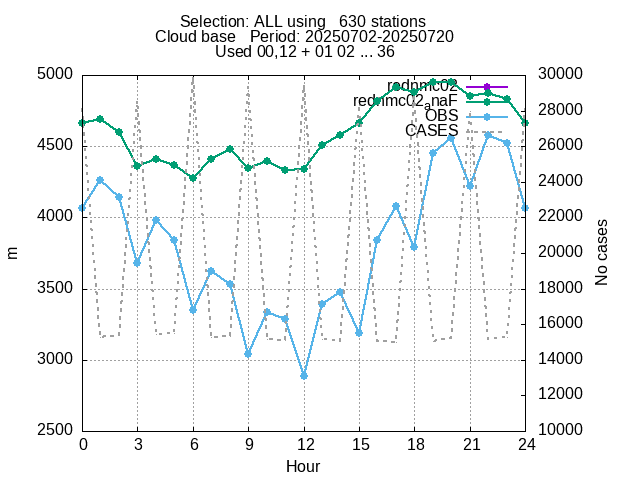 Selection: ALL using   630 stations
Cloud base   Period: 20250702-20250720
Used 00,12 + 01 02 ... 36
rednmc02
rednmc02_naF
OBS
CASES
5000
4500
4000
3500
3000
2500
30000
28000
26000
24000
22000
20000
18000
16000
14000
12000
10000
m
No cases
0 3 6 9 12 15 18 21 24
Hour